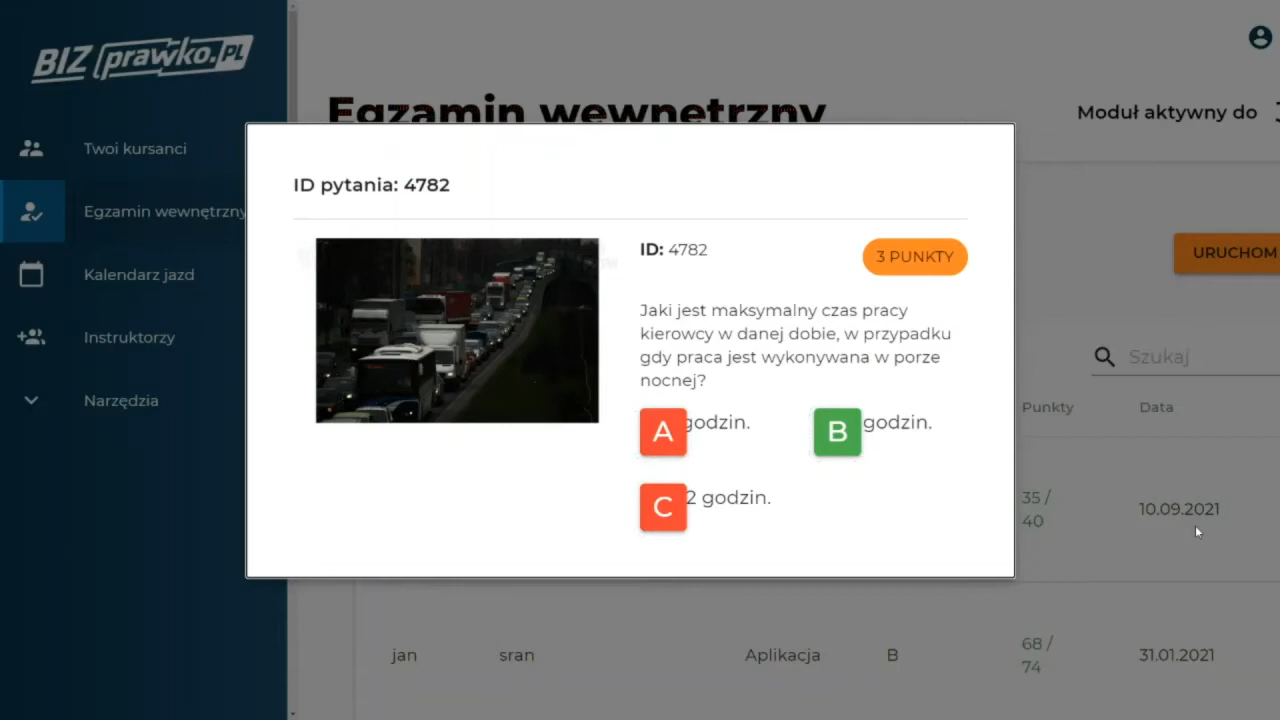 BIZ prawko.PL
Egzamin wewnętrzny
Moduł aktywny do
Twoi kursanci
Egzamin wewnętrzny
Kalendarz jazd
Instruktorzy
Narzędzia
ID pytania: 4782
ID: 4782
3 PUNKTY
Jaki jest maksymalny czas pracy
kierowcy w danej dobie, w przypadku
gdy praca jest wykonywana w porze
nocnej?
A godzin.
B godzin.
C 2 godzin.
URUCHOM
Szukaj
Punkty Data
35 /
40
10.09.2021
jan sran Aplikacja B
68 /
74
31.01.2021